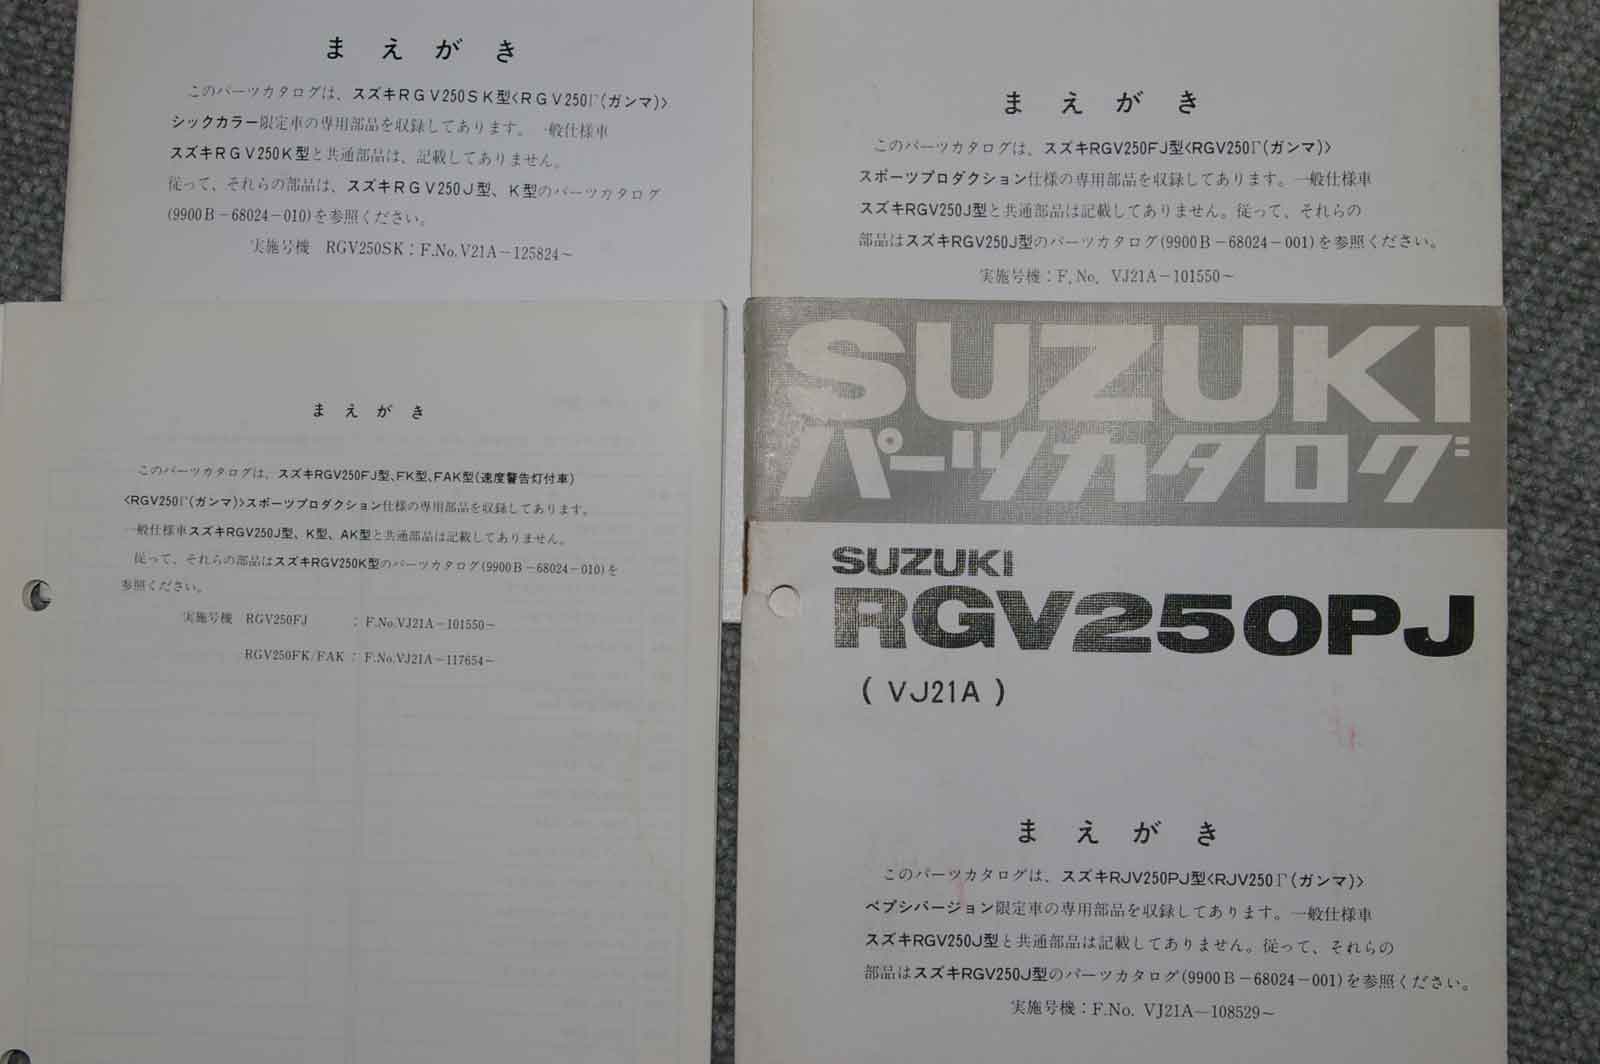 まえがき
このパーツカタログは、スズキRGV250SK型<RGV250Γ(ガンマ)>
シックカラー限定車の専用部品を収録してあります。一般仕様車
スズキRGV250K型と共通部品は、記載してありません。
従って、それらの部品は、スズキRGV250J型、K型のパーツカタログ
(9900B-68024-010)を参照ください。
実施号機 RGV250SK：F.No.V21A-125824~
まえがき
このパーツカタログは、スズキRGV250FJ型<RGV250Γ(ガンマ)>
スポーツプロダクション仕様の専用部品を収録してあります。一般仕様車
スズキRGV250J型と共通部品は記載してありません。従って、それらの
部品はスズキRGV250J型のパーツカタログ(9900B-68024-001)を参照ください。
実施号機：F.No. VJ21A-101550~
まえがき
このパーツカタログは、スズキRGV250FJ型、FK型、FAK型(速度警告灯付車)
<RGV250Γ(ガンマ)>スポーツプロダクション仕様の専用部品を収録してあります。
一般仕様車スズキRGV250J型、K型、AK型と共通部品は記載してありません。
従って、それらの部品はスズキRGV250K型のパーツカタログ(9900B-68024-010)を
参照ください。
実施号機 RGV250FJ ：F.No.VJ21A-101550~
RGV250FK/FAK：F.No.VJ21A-117654~
SUZUKI
パーツカタログ
SUZUKI
RGV250PJ
(VJ21A)
まえがき
このパーツカタログは、スズキRJV250PJ型<RJV250Γ(ガンマ)>
ペプシバージョン限定車の専用部品を収録してあります。一般仕様車
スズキRGV250J型と共通部品は記載してありません。従って、それらの
部品はスズキRGV250J型のパーツカタログ(9900B-68024-001)を参照ください。
実施号機：F.No. VJ21A-108529~